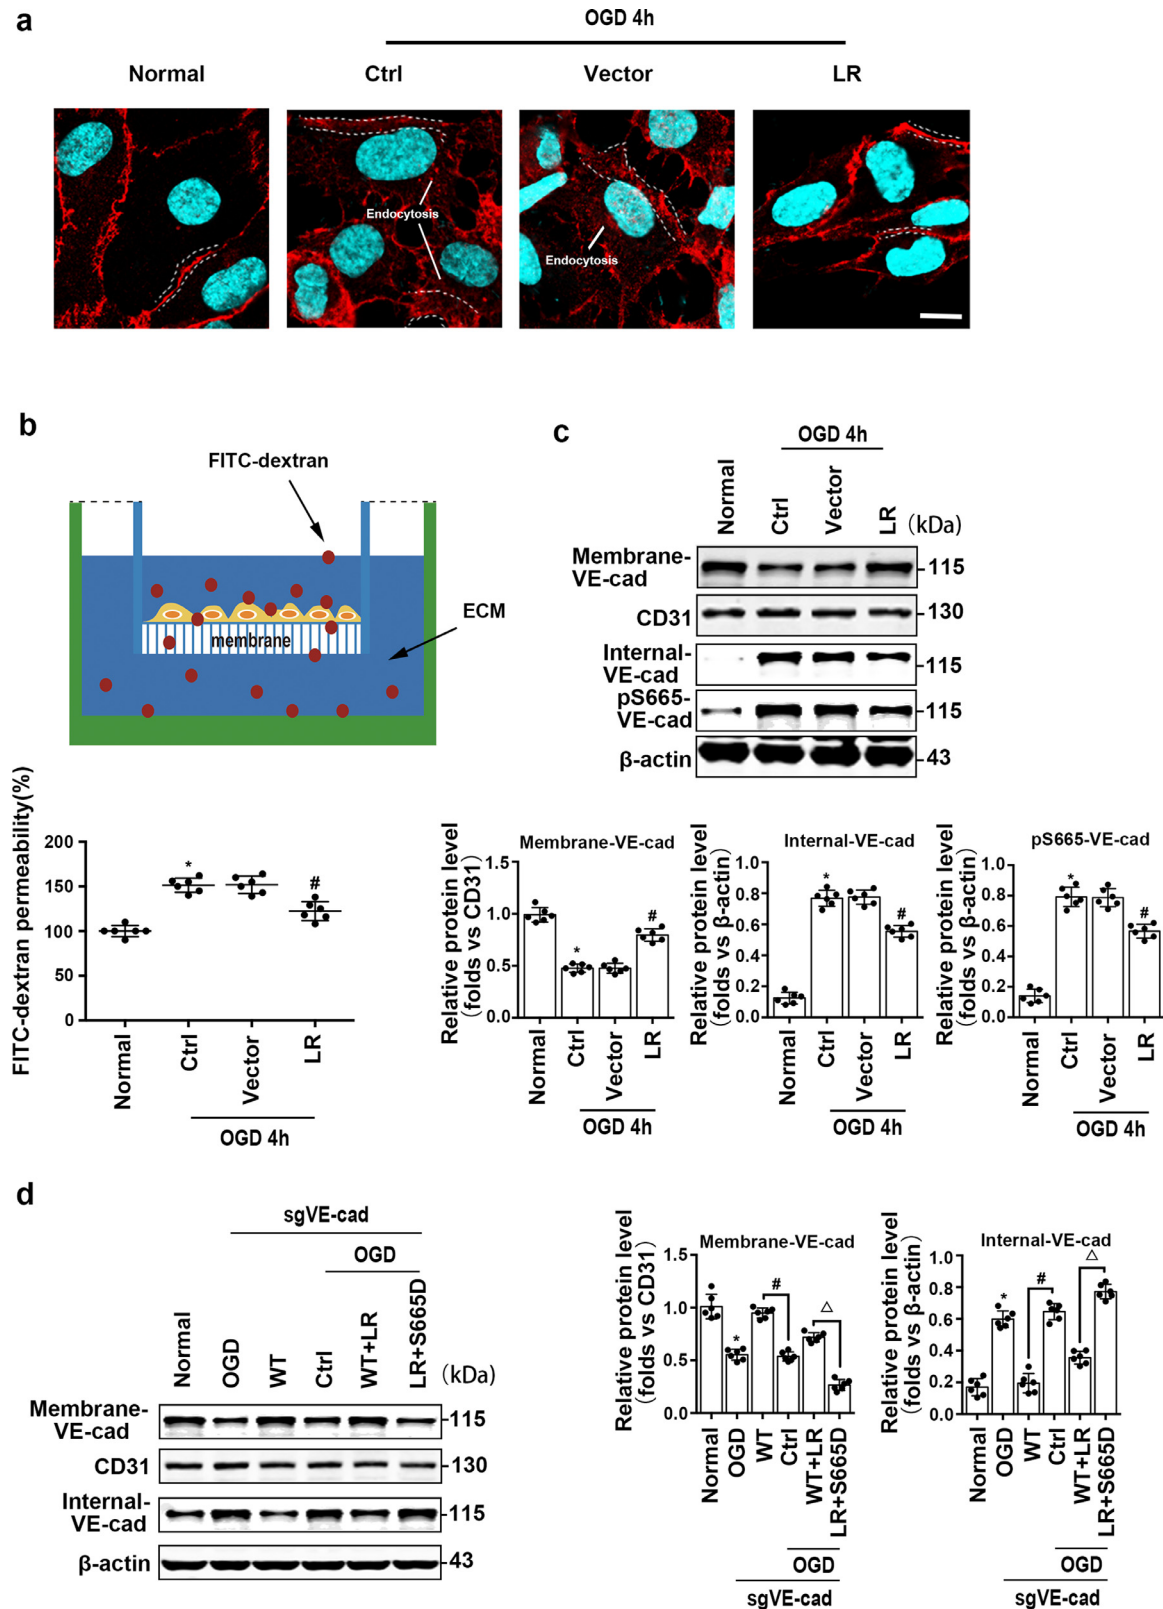 a
OGD 4h
Normal Ctrl Vector LR
Endocytosis
Endocytosis
b
FITC-dextran
ECM
membrane
FITC-dextran permeability(%)
200
150
100
50
0
Normal Ctrl Vector LR
* #
OGD 4h
c
OGD 4h
Normal Ctrl Vector LR (kDa)
Membrane-
VE-cad 115
CD31 130
Internal-
VE-cad 115
pS665-
VE-cad 115
β-actin 43
Membrane-VE-cad
Relative protein level
(folds vs CD31)
1.5
1.0
0.5
0.0
* #
Normal Ctrl Vector LR
OGD 4h
Internal-VE-cad
Relative protein level
(folds vs β-actin)
1.0
0.8
0.6
0.4
0.2
0.0
* #
Normal Ctrl Vector LR
OGD 4h
pS665-VE-cad
Relative protein level
(folds vs β-actin)
1.0
0.8
0.6
0.4
0.2
0.0
* #
Normal Ctrl Vector LR
OGD 4h
d
sgVE-cad
OGD
Normal OGD WT Ctrl WT+LR LR+S665D (kDa)
Membrane-
VE-cad 115
CD31 130
Internal-
VE-cad 115
β-actin 43
Membrane-VE-cad
Relative protein level
(folds vs CD31)
1.5
1.0
0.5
0.0
* # △
Normal OGD WT Ctrl WT+LR LR+S665D
OGD
sgVE-cad
Internal-VE-cad
Relative protein level
(folds vs β-actin)
1.0
0.8
0.6
0.4
0.2
0.0
* # △
Normal OGD WT Ctrl WT+LR LR+S665D
OGD
sgVE-cad